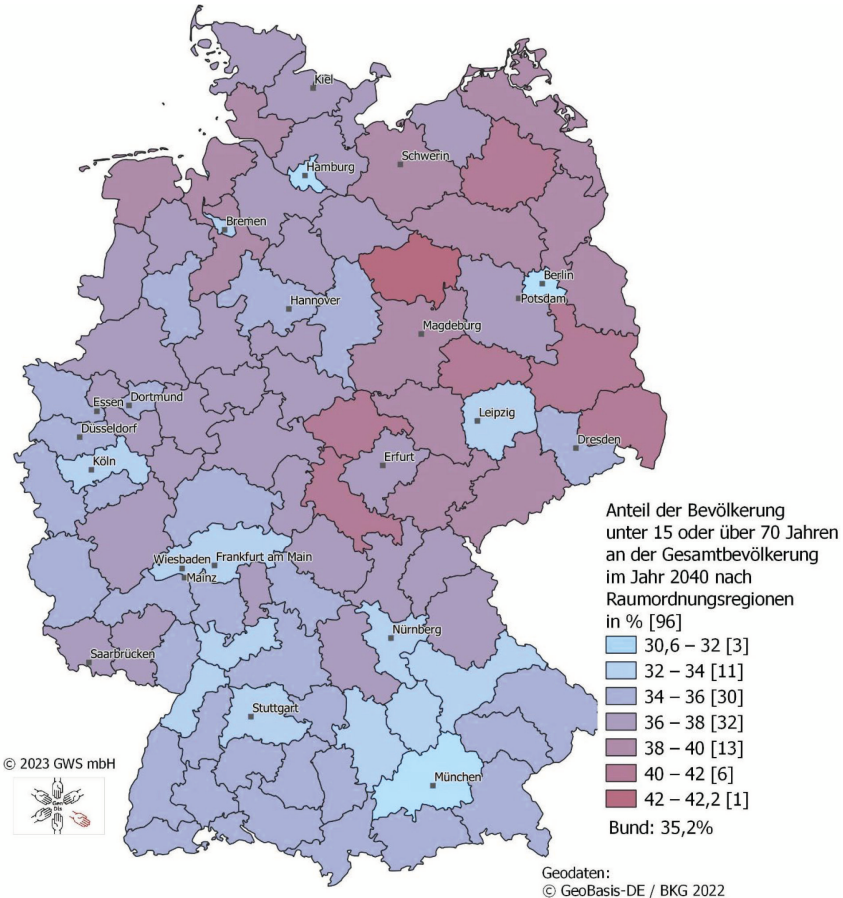 Kiel
Hamburg
Schwerin
Bremen
Berlin
Potsdam
Hannover
Magdeburg
Essen
Dortmund
Düsseldorf
Leipzig
Dresden
Köln
Erfurt
Wiesbaden
Frankfurt am Main
Mainz
Nürnberg
Saarbrücken
Stuttgart
München
Anteil der Bevölkerung
unter 15 oder über 70 Jahren
an der Gesamtbevölkerung
im Jahr 2040 nach
Raumordnungsregionen
in % [96]
30,6 – 32 [3]
32 – 34 [11]
34 – 36 [30]
36 – 38 [32]
38 – 40 [13]
40 – 42 [6]
42 – 42,2 [1]
Bund: 35,2%
© 2023 GWS mbH
Gen
Dis
Geodaten:
© GeoBasis-DE / BKG 2022